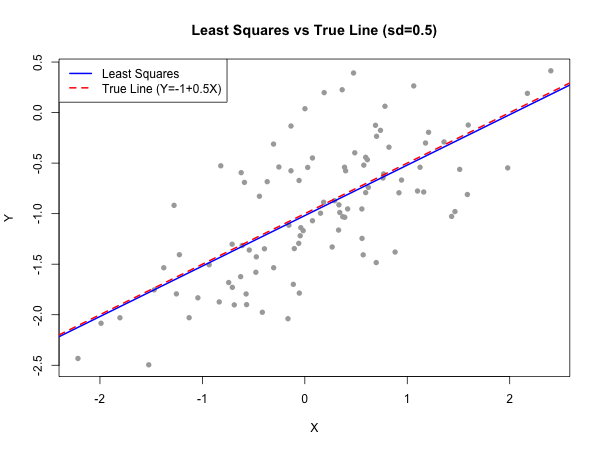 Least Squares vs True Line (sd=0.5)
Least Squares
True Line (Y=-1+0.5X)
0.5
0.0
-0.5
-1.0
-1.5
-2.0
-2.5
Y
-2
-1
0
1
2
X